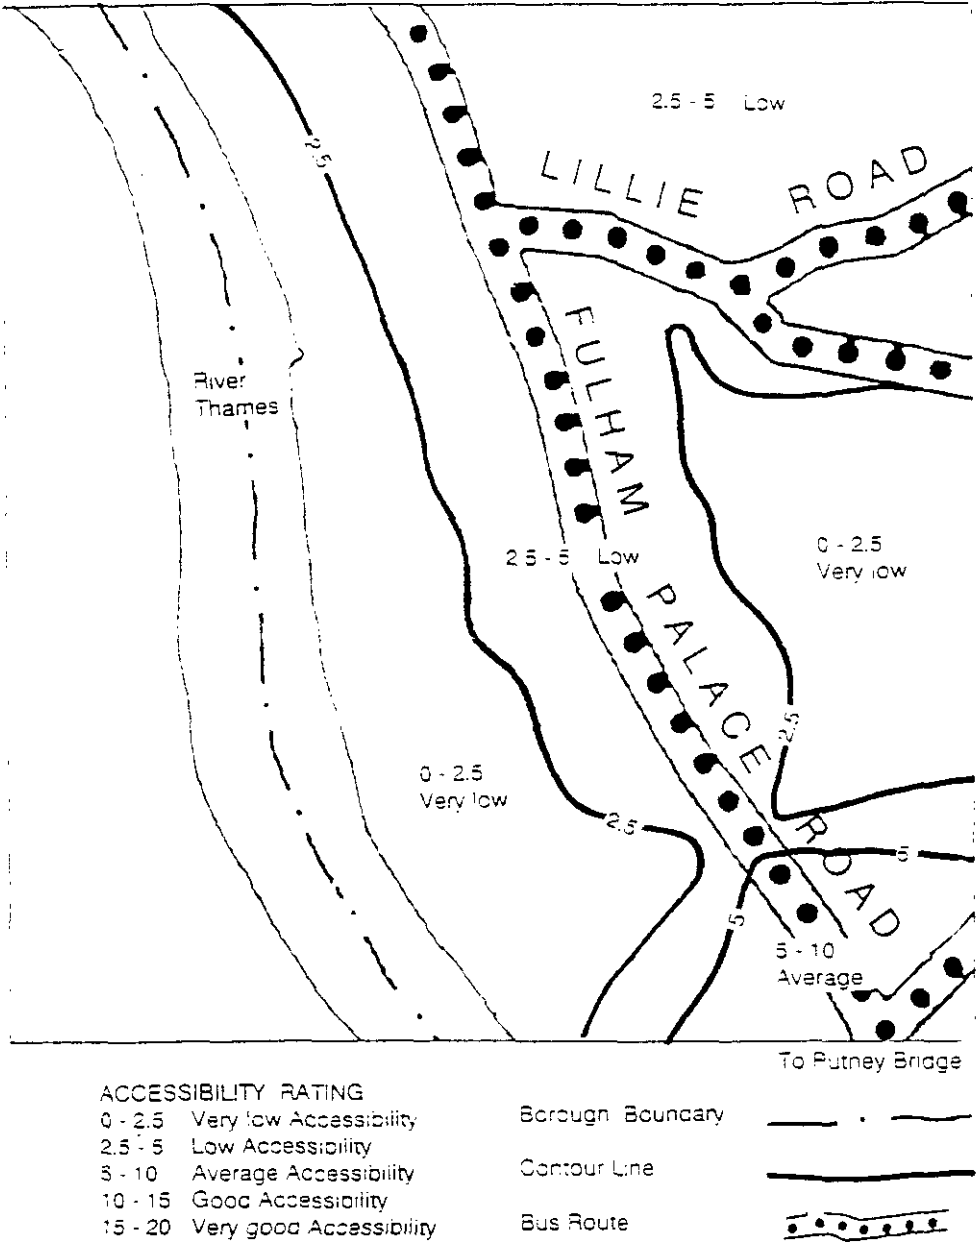 2.5 - 5 Low
LILLIE ROAD
2.5
River
Thames
FULHAM PALACE ROAD
2.5 - 5 Low
0 - 2.5
Very low
2.5
0 - 2.5
Very low
2.5
5
5
5 - 10
Average
To Putney Bridge
ACCESSIBILITY RATING
0 - 2.5 Very low Accessibility
2.5 - 5 Low Accessibility
5 - 10 Average Accessibility
10 - 15 Good Accessibility
15 - 20 Very good Accessibility
Borough Boundary
Contour Line
Bus Route